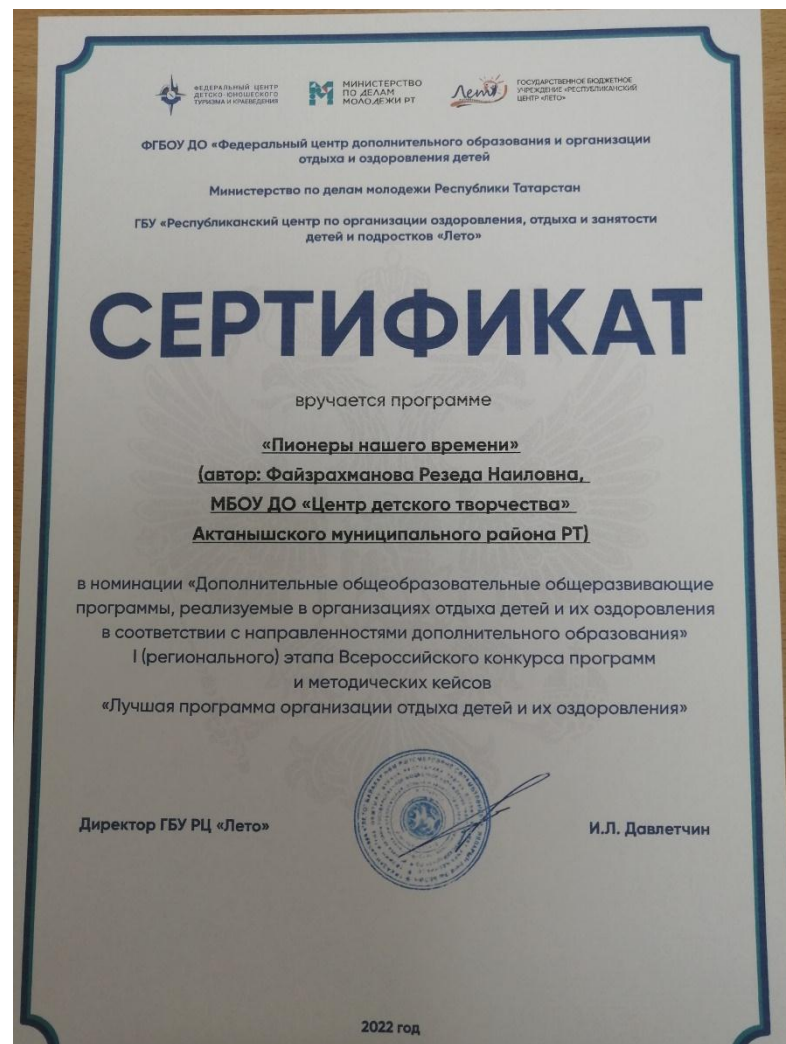 ФЕДЕРАЛЬНЫЙ ЦЕНТР
ДЕТСКО-ЮНОШЕСКОГО
ТУРИЗМА И КРАЕВЕДЕНИЯ
МИНИСТЕРСТВО
ПО ДЕЛАМ
МОЛОДЕЖИ РТ
Лето
ГОСУДАРСТВЕННОЕ БЮДЖЕТНОЕ
УЧРЕЖДЕНИЕ «РЕСПУБЛИКАНСКИЙ
ЦЕНТР «ЛЕТО»
ФГБОУ ДО «Федеральный центр дополнительного образования и организации
отдыха и оздоровления детей
Министерство по делам молодежи Республики Татарстан
ГБУ «Республиканский центр по организации оздоровления, отдыха и занятости
детей и подростков «Лето»
СЕРТИФИКАТ
вручается программе
«Пионеры нашего времени»
(автор: Файзрахманова Резеда Наиловна,
МБОУ ДО «Центр детского творчества»
Актанышского муниципального района РТ)
в номинации «Дополнительные общеобразовательные общеразвивающие
программы, реализуемые в организациях отдыха детей и их оздоровления
в соответствии с направленностями дополнительного образования»
I (регионального) этапа Всероссийского конкурса программ
и методических кейсов
«Лучшая программа организации отдыха детей и их оздоровления»
Директор ГБУ РЦ «Лето»
И.Л. Давлетчин
2022 год